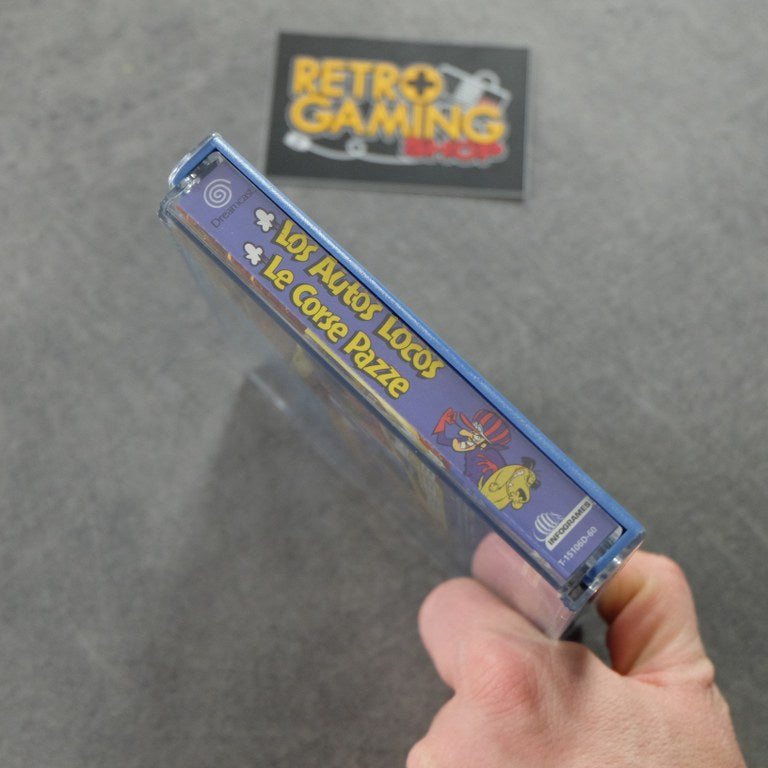 RETRO
GAMING
SHOP
Dreamcast
Los Autos Locos
Le Corse Pazze
INFOGRAMES
T-15106D-60